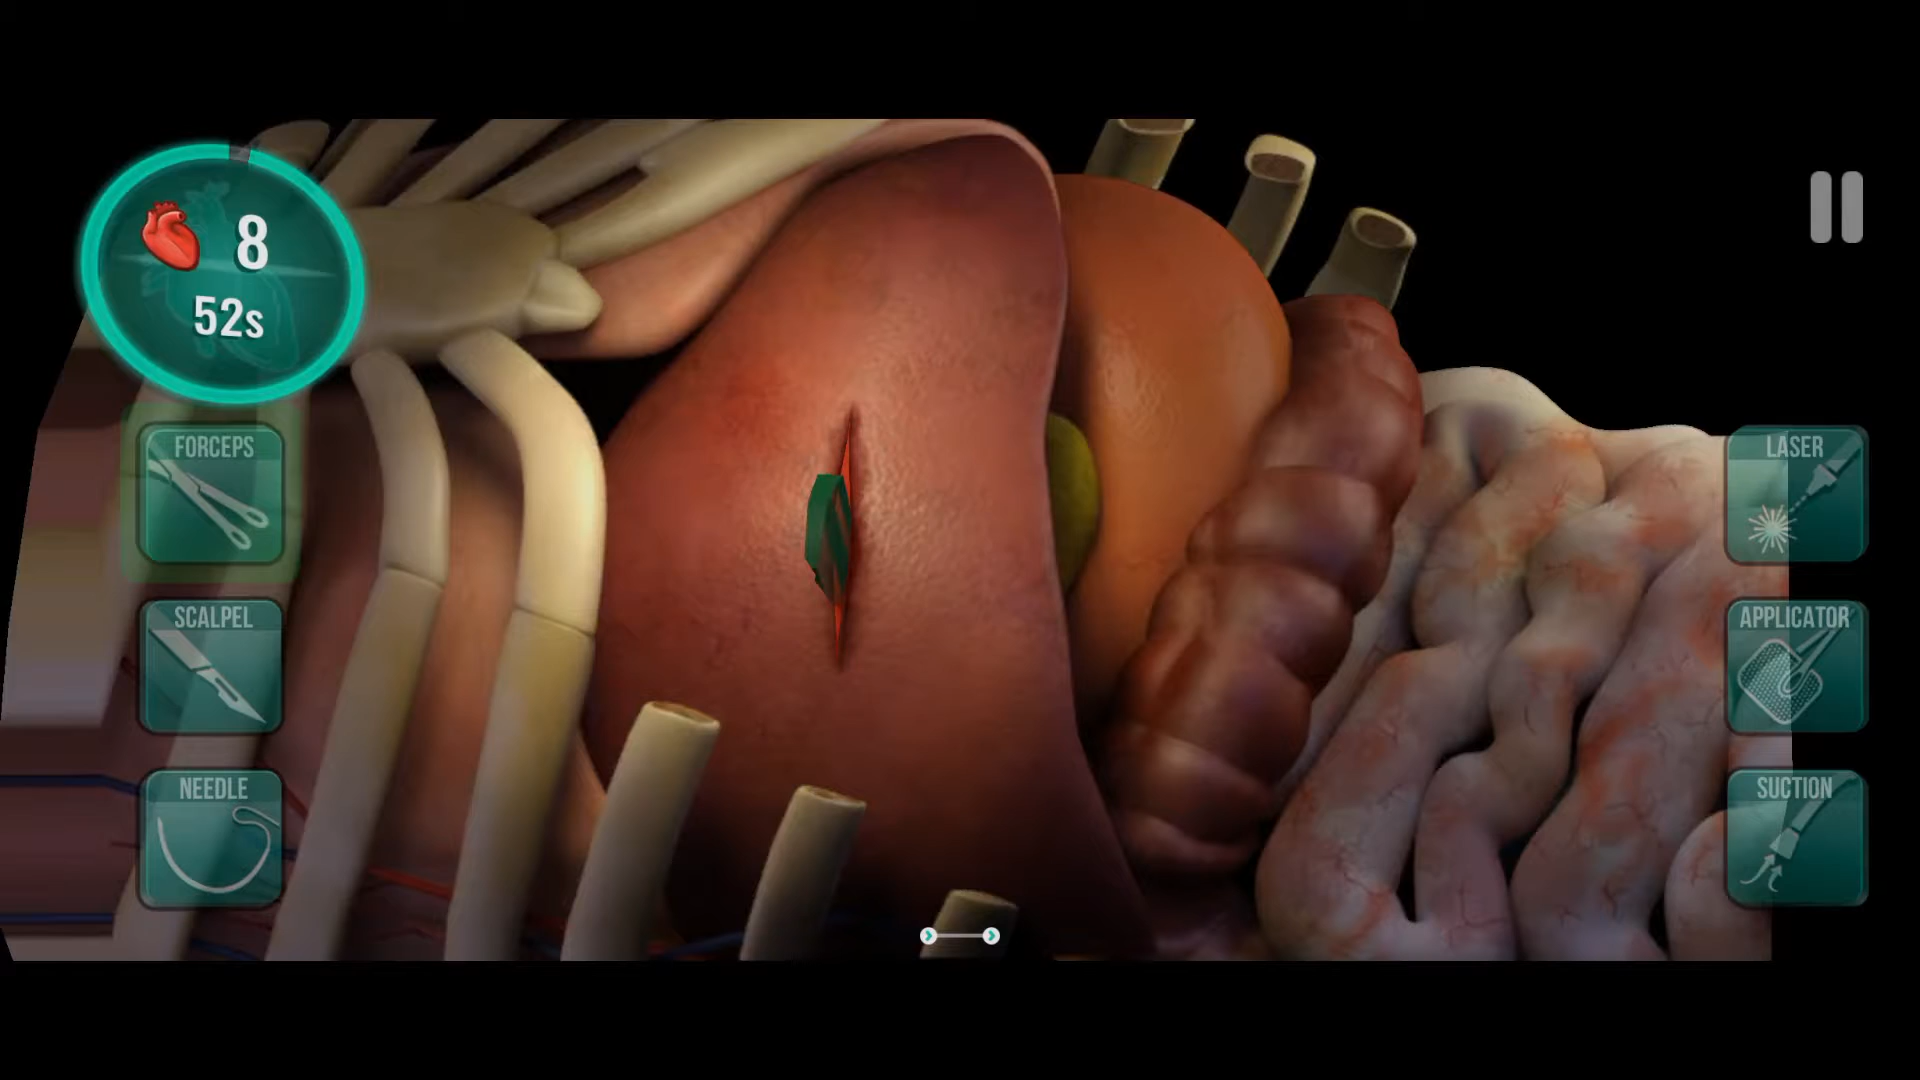 8
52s
FORCEPS
SCALPEL
NEEDLE
LASER
APPLICATOR
SUCTION